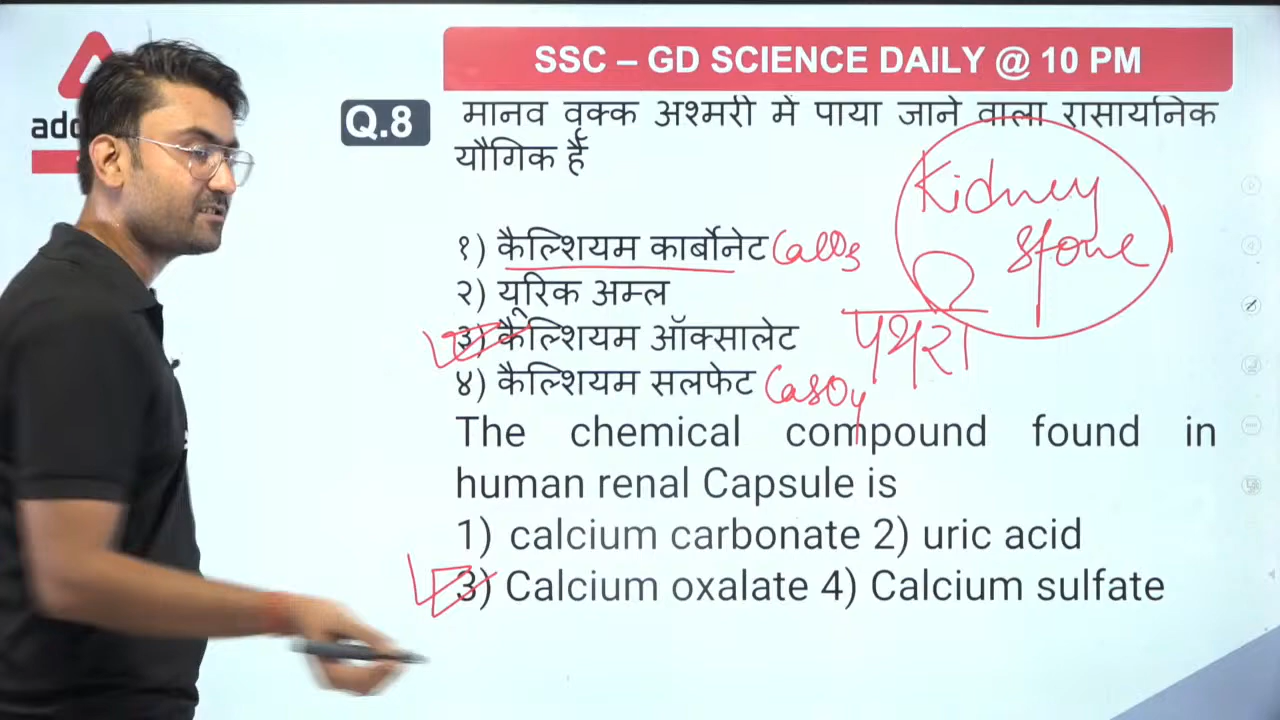 SSC – GD SCIENCE DAILY @ 10 PM
Q.8
मानव वृक्क अश्मरी में पाया जाने वाला रासायनिक
यौगिक है
Kidney
stone
१) कैल्शियम कार्बोनेट CaCO3
२) यूरिक अम्ल
३) कैल्शियम ऑक्सालेट
पथरी
४) कैल्शियम सलफेट CaSO4
The chemical compound found in
human renal Capsule is
1) calcium carbonate 2) uric acid
3) Calcium oxalate 4) Calcium sulfate